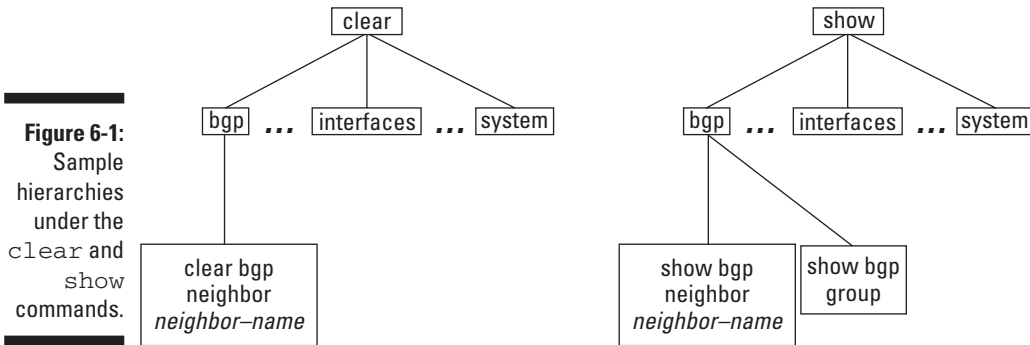 Figure 6-1:
Sample
hierarchies
under the
clear and
show
commands.
clear
bgp ... interfaces ... system
clear bgp
neighbor
neighbor–name
show
bgp ... interfaces ... system
show bgp
neighbor
neighbor–name
show bgp
group